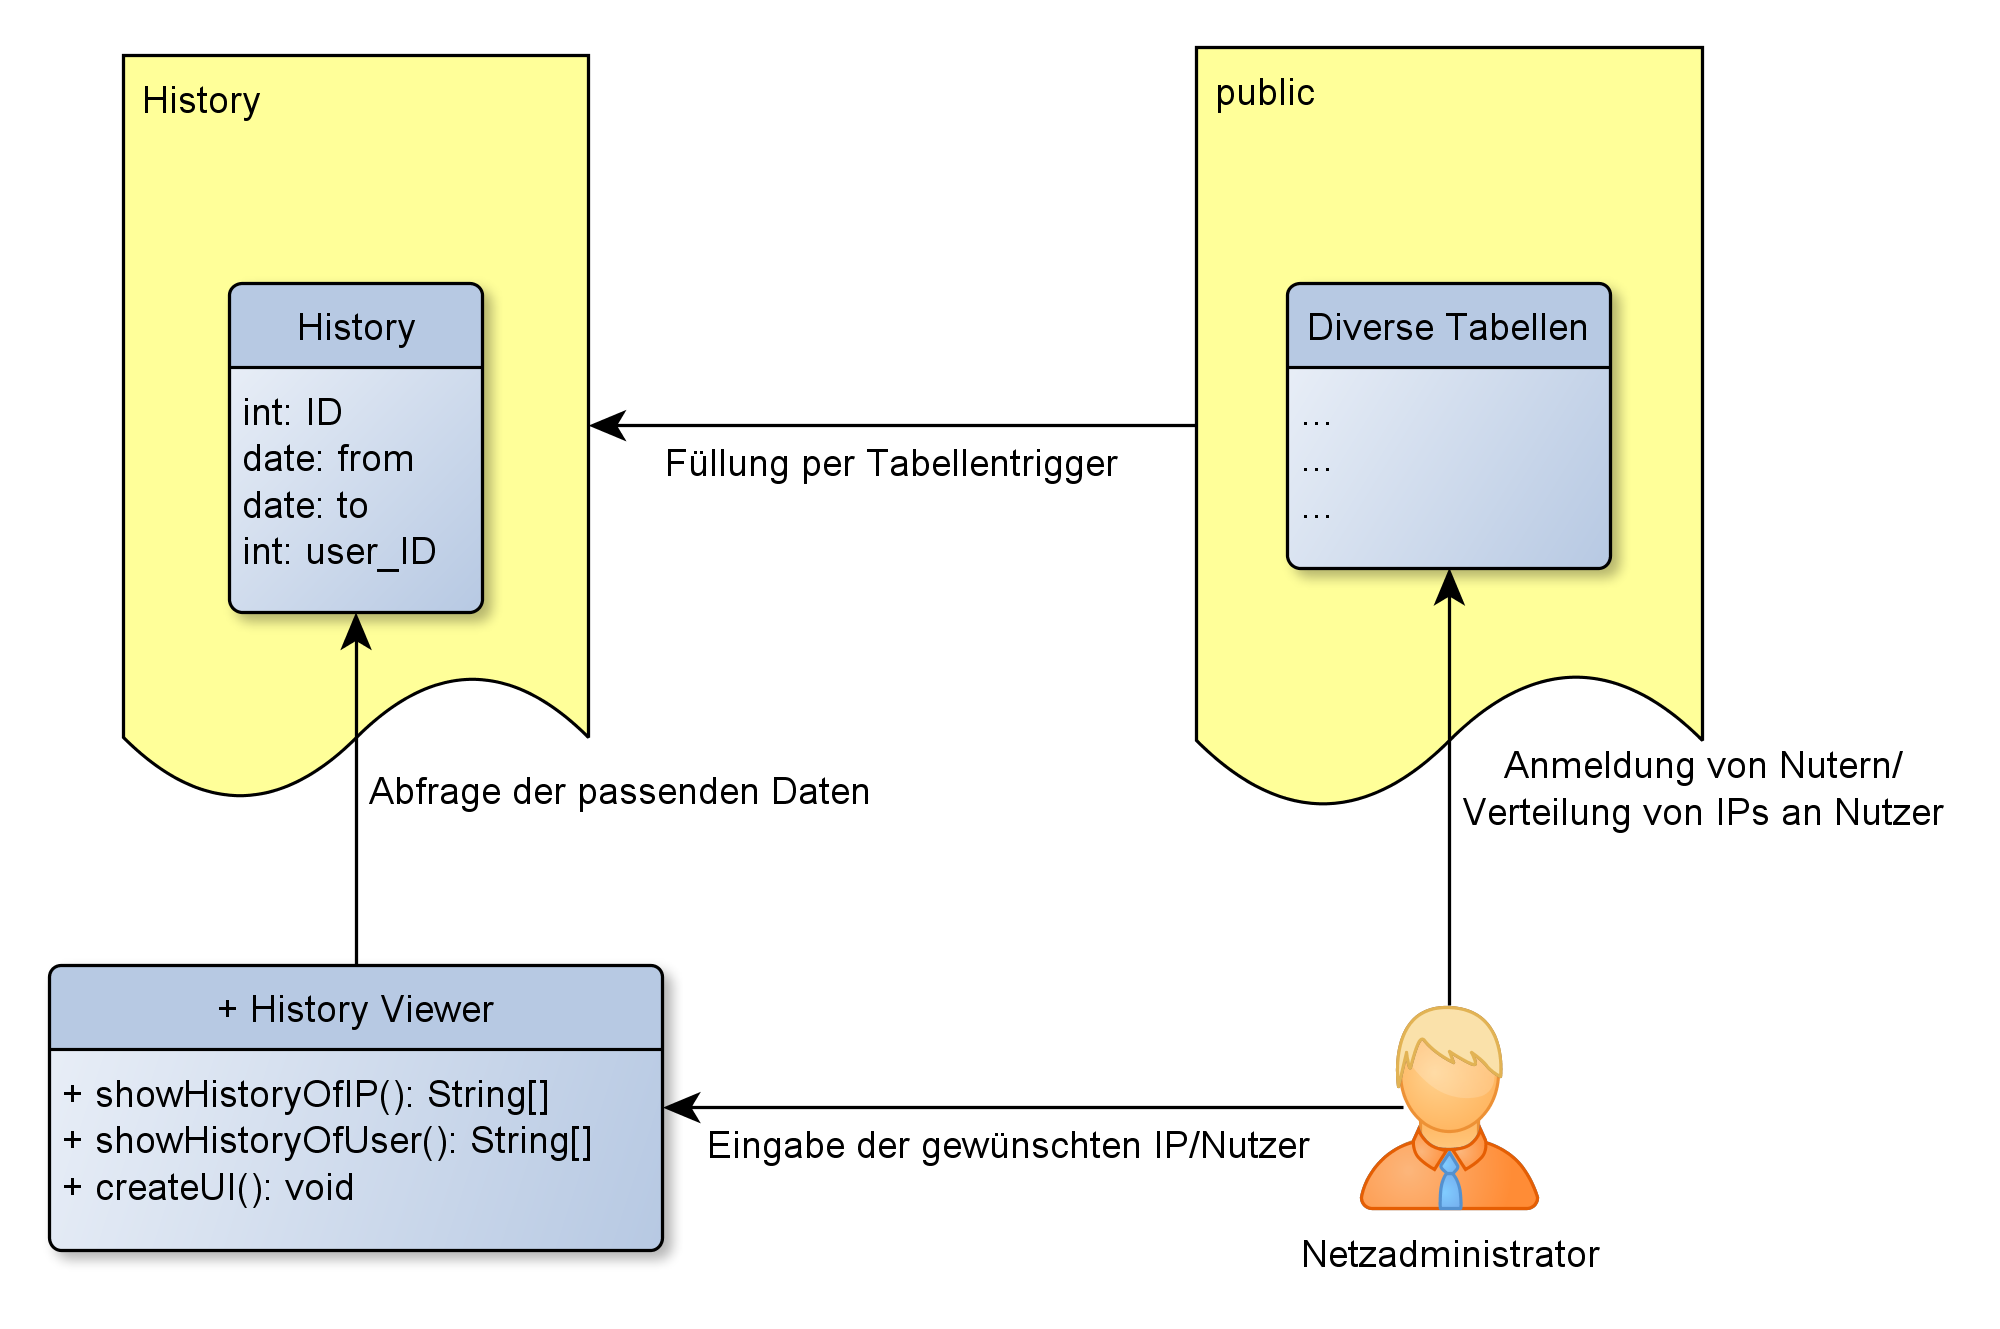 History
public
History
int: ID
date: from
date: to
int: user_ID
Diverse Tabellen
...
...
...
Füllung per Tabellentrigger
Abfrage der passenden Daten
Anmeldung von Nutern/
Verteilung von IPs an Nutzer
+ History Viewer
+ showHistoryOfIP(): String[]
+ showHistoryOfUser(): String[]
+ createUI(): void
Eingabe der gewünschten IP/Nutzer
Netzadministrator